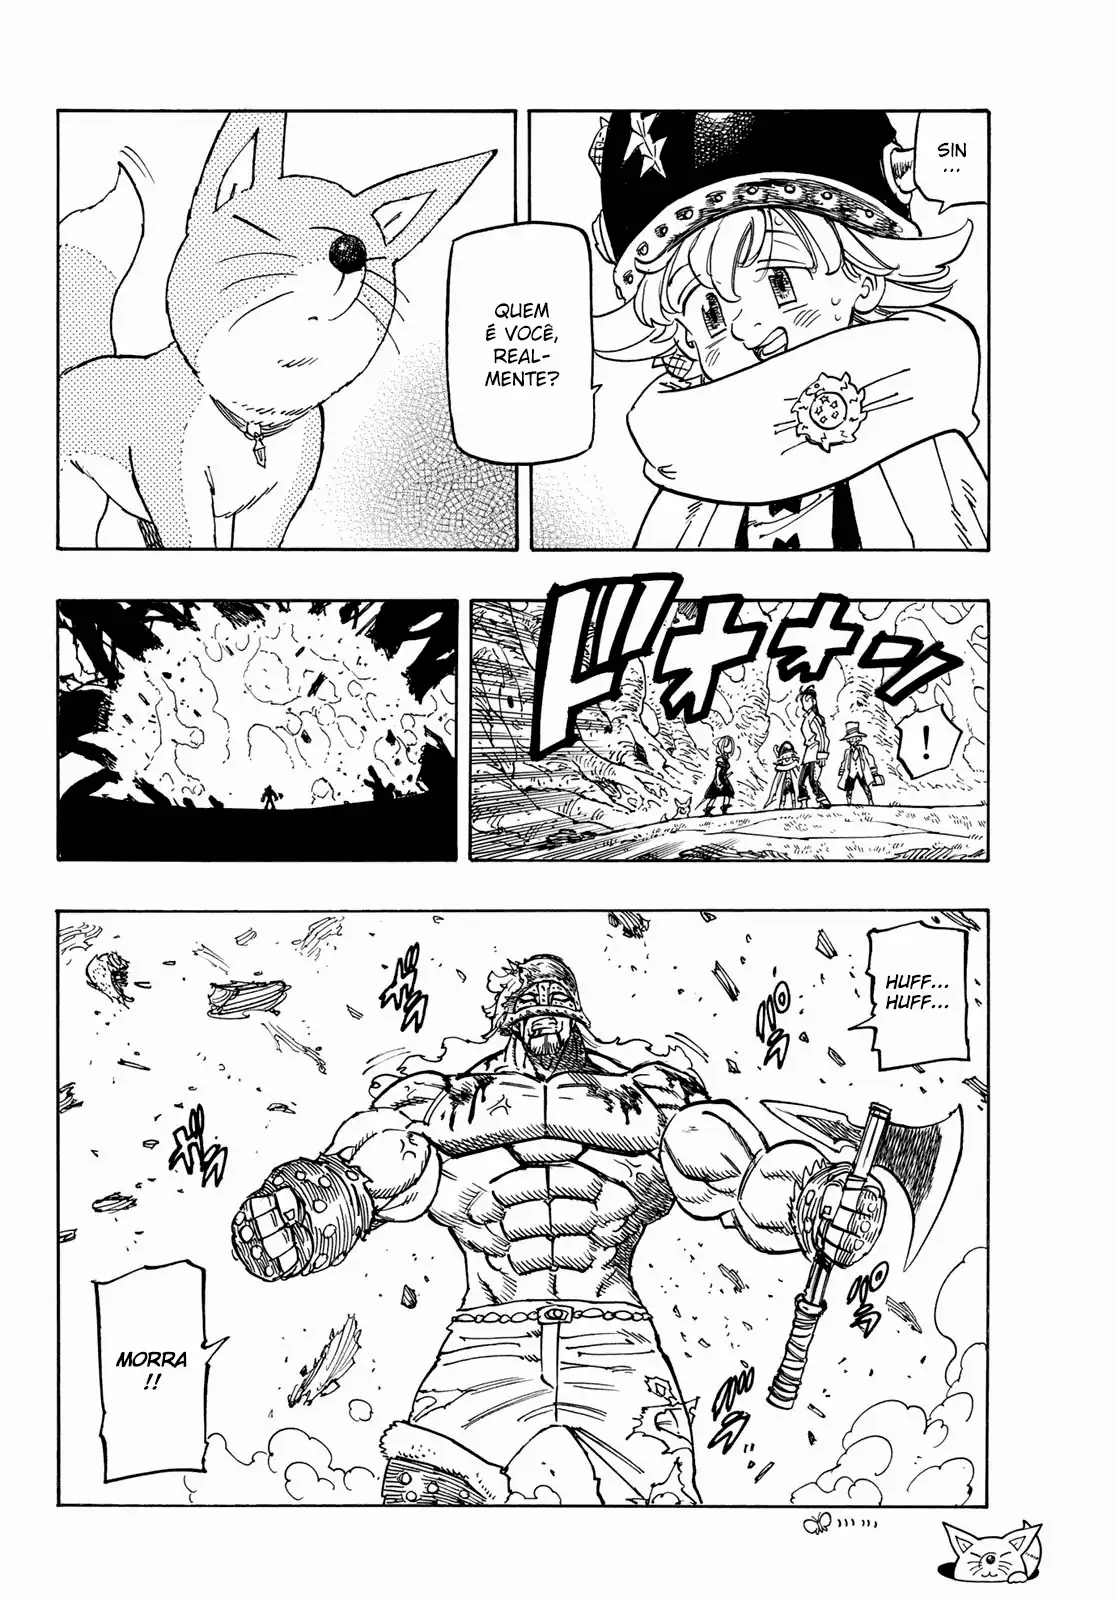 SIN
...
QUEM
É VOCÊ,
REAL-
MENTE?
ドォォン
!
HUFF...
HUFF...
MORRA
!!